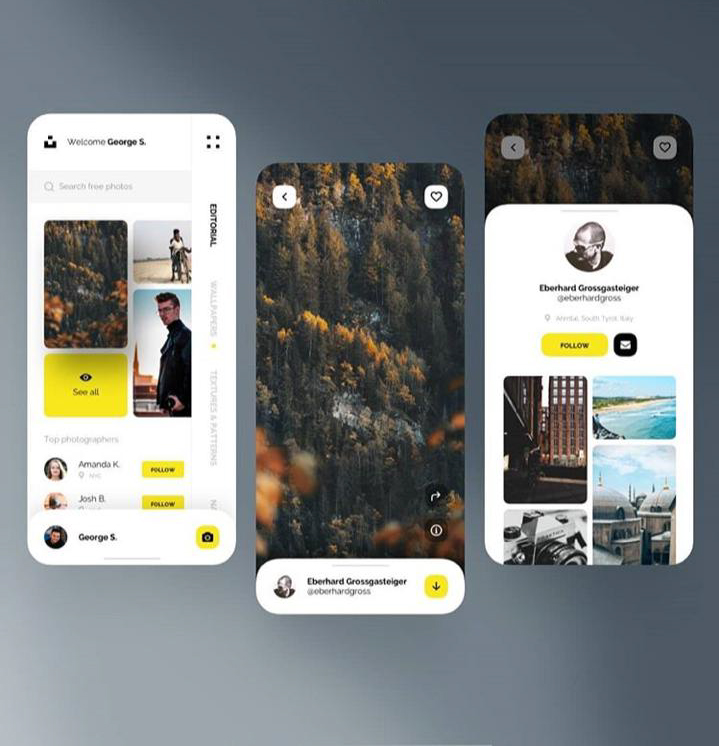 Welcome George S.
Search free photos
EDITORIAL
WALLPAPERS
TEXTURES & PATTERNS
See all
Top photographers
Amanda K.
NYC
FOLLOW
Josh B.
FOLLOW
George S.
Eberhard Grossgasteiger
@eberhardgross
Eberhard Grossgasteiger
@eberhardgross
Ahrntal, South Tyrol, Italy
FOLLOW